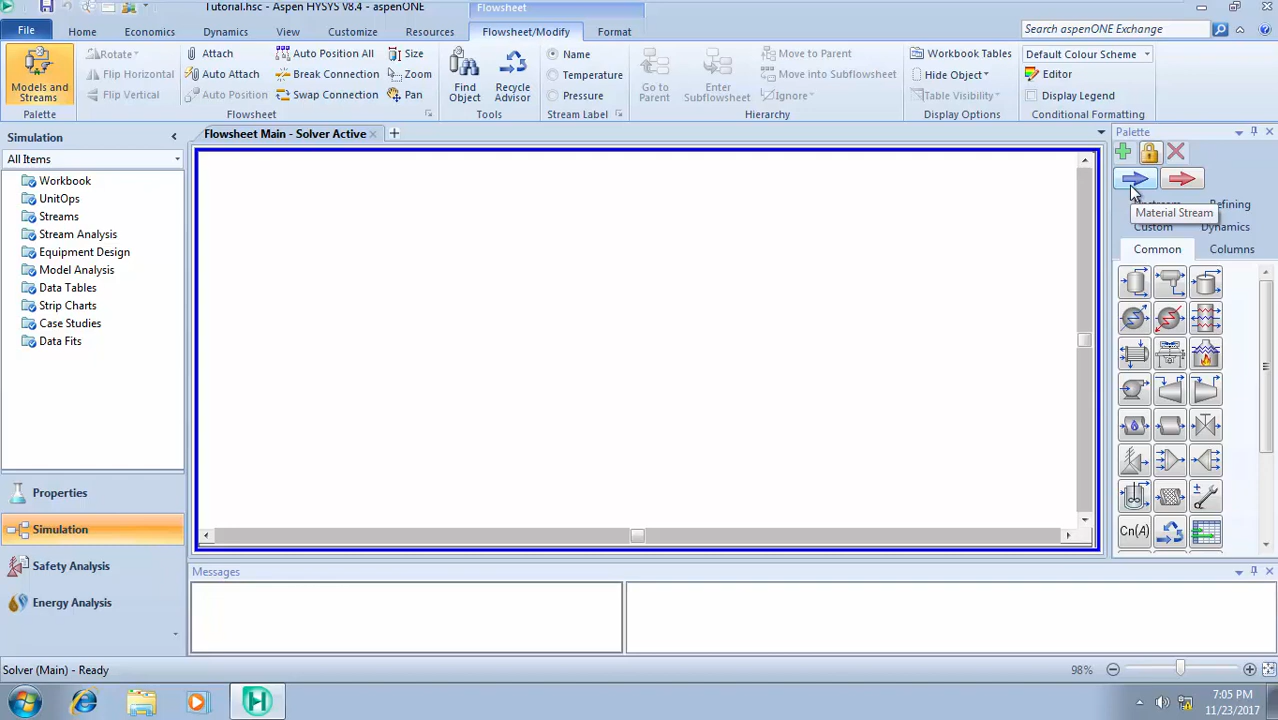 Tutorial.hsc - Aspen HYSYS V8.4 - aspenONE
Flowsheet
File
Home
Economics
Dynamics
View
Customize
Resources
Flowsheet/Modify
Format
Search aspenONE Exchange
Models and Streams
Palette
Rotate
Flip Horizontal
Flip Vertical
Attach
Auto Attach
Auto Position
Auto Position All
Break Connection
Swap Connection
Size
Zoom
Pan
Flowsheet
Find Object
Recycle Advisor
Tools
Name
Temperature
Pressure
Stream Label
Go to Parent
Enter Subflowsheet
Move to Parent
Move into Subflowsheet
Ignore
Hierarchy
Workbook Tables
Hide Object
Table Visibility
Display Options
Default Colour Scheme
Editor
Display Legend
Conditional Formatting
Simulation
All Items
Workbook
UnitOps
Streams
Stream Analysis
Equipment Design
Model Analysis
Data Tables
Strip Charts
Case Studies
Data Fits
Properties
Simulation
Safety Analysis
Energy Analysis
Flowsheet Main - Solver Active
Palette
Material Stream
Refining
Custom
Dynamics
Common
Columns
Cn(A)
Messages
Solver (Main) - Ready
98%
7:05 PM
11/23/2017